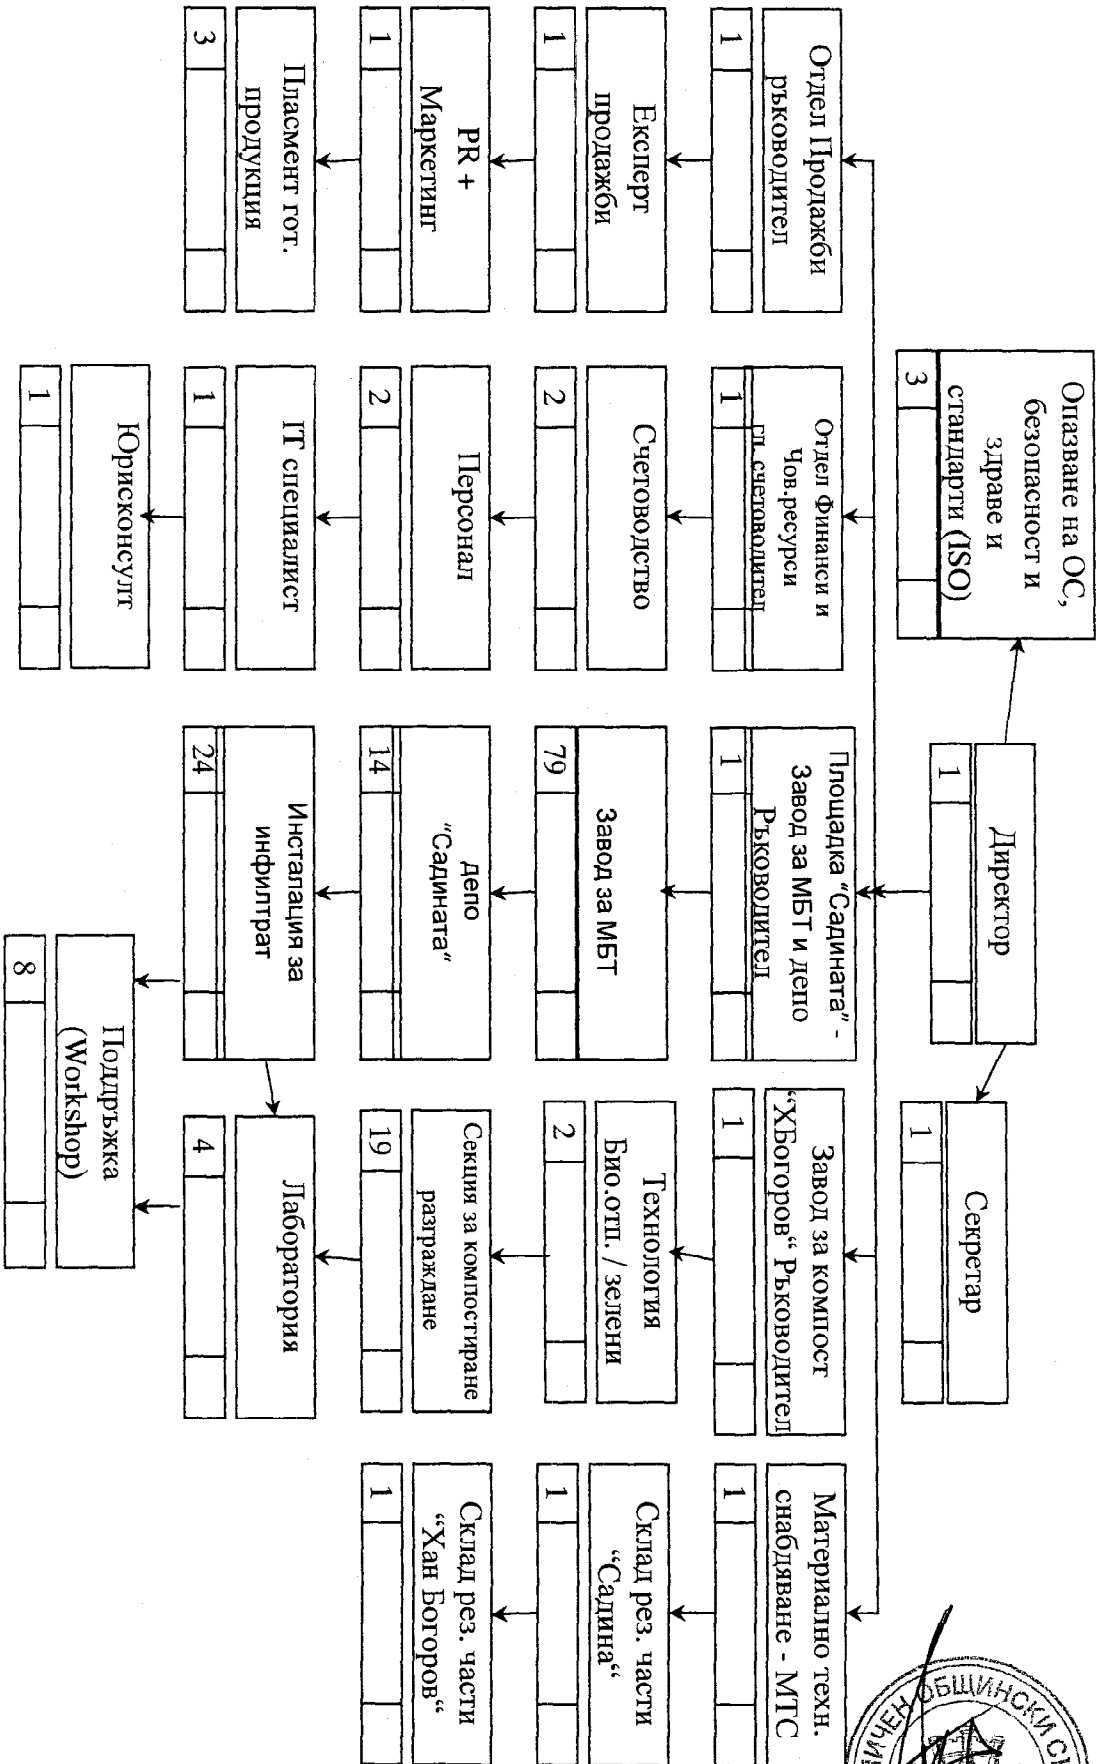 Директор
1
Опазване на ОС,
безопасност и
здраве и
стандарти (ISO)
3
Секретар
1
Отдел Продажби
ръководител
1
Експерт
продажби
1
PR +
Маркетинг
1
Пласмент гот.
продукция
3
Отдел Финанси и
Чов.ресурси
гл. счетоводител
1
Счетоводство
2
Персонал
2
IT специалист
1
Юрисконсулт
1
Площадка "Садината" -
Завод за МБТ и депо
Ръководител
1
Завод за МБТ
79
депо
"Садината“
14
Инсталация за
инфилтрат
24
Поддръжка
(Workshop)
8
Завод за компост
“ХБогоров“ Ръководител
1
Технология
Био.отп. / зелени
2
Секция за компостиране
разграждане
19
Лаборатория
4
Материално техн.
снабдяване - МТС
1
Склад рез. части
“Садина“
1
Склад рез. части
“Хан Богоров“
1
ОБЩИНСКИ